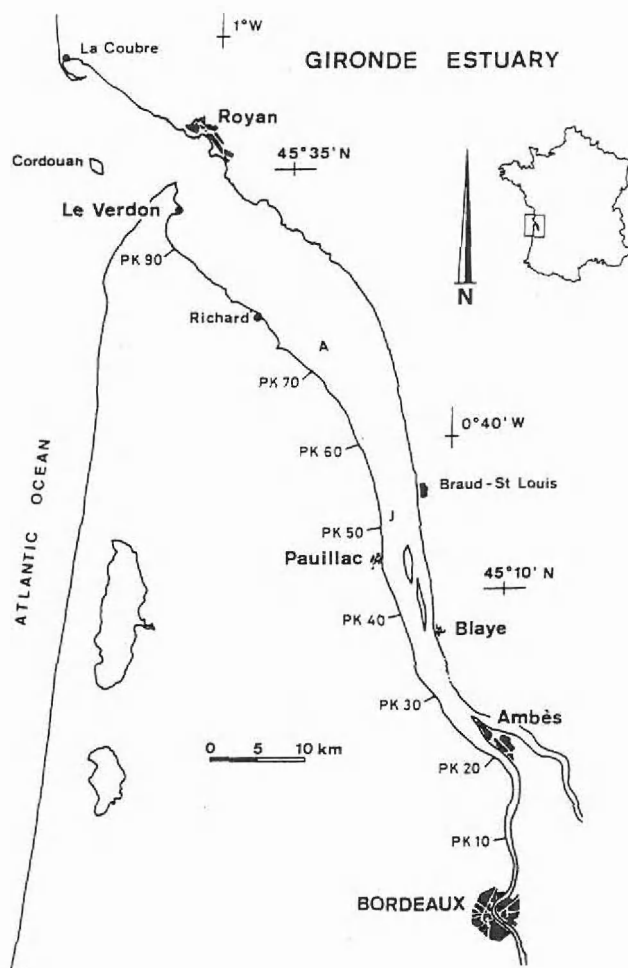 1°W
La Coubre
GIRONDE ESTUARY
Royan
45°35'N
Cordouan
Le Verdon
PK 90
N
Richard
A
PK 70
0°40'W
PK 60
Braud-St Louis
ATLANTIC OCEAN
J
PK 50
Pauillac
45°10'N
PK 40
Blaye
PK 30
Ambès
0 5 10 km
PK 20
PK 10
BORDEAUX